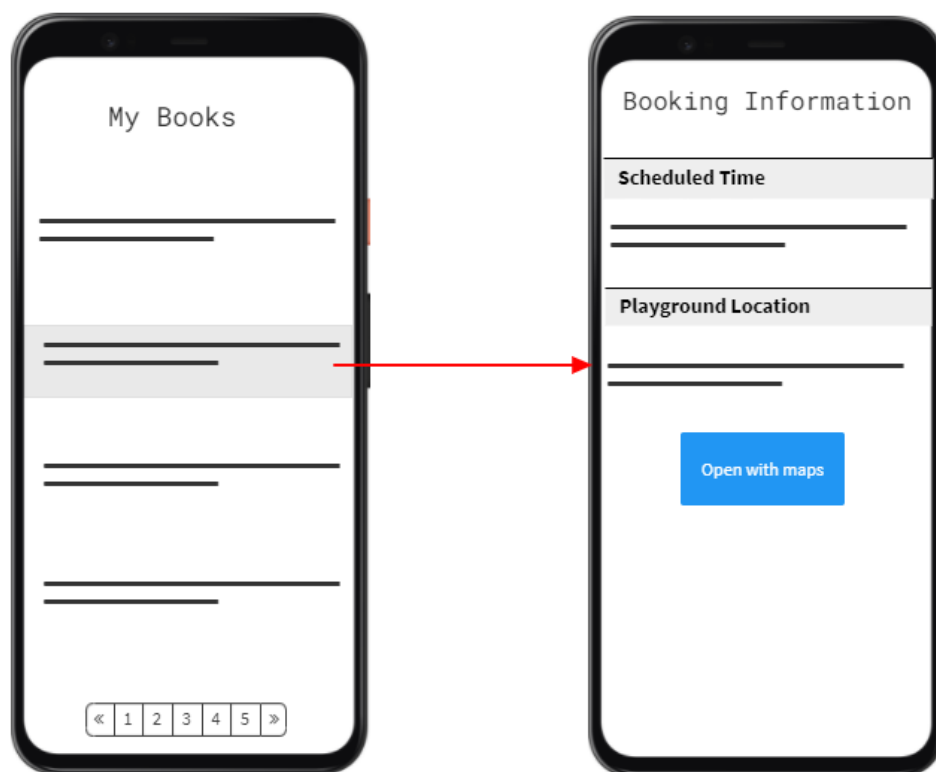 My Books
« 1 2 3 4 5 »
Booking Information
Scheduled Time
Playground Location
Open with maps